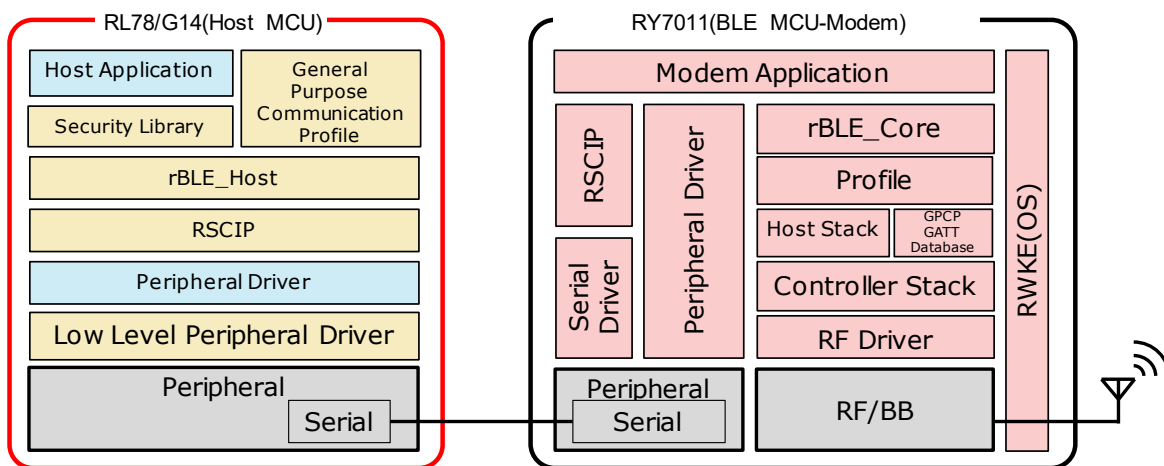 RL78/G14(Host MCU)
Host Application
General
Purpose
Communication
Profile
Security Library
rBLE_Host
RSCIP
Peripheral Driver
Low Level Peripheral Driver
Peripheral
Serial
RY7011(BLE MCU-Modem)
Modem Application
RSCIP
Serial
Driver
Peripheral Driver
rBLE_Core
Profile
Host Stack
GPCP
GATT
Database
Controller Stack
RF Driver
Peripheral
Serial
RF/BB
RWKE(OS)